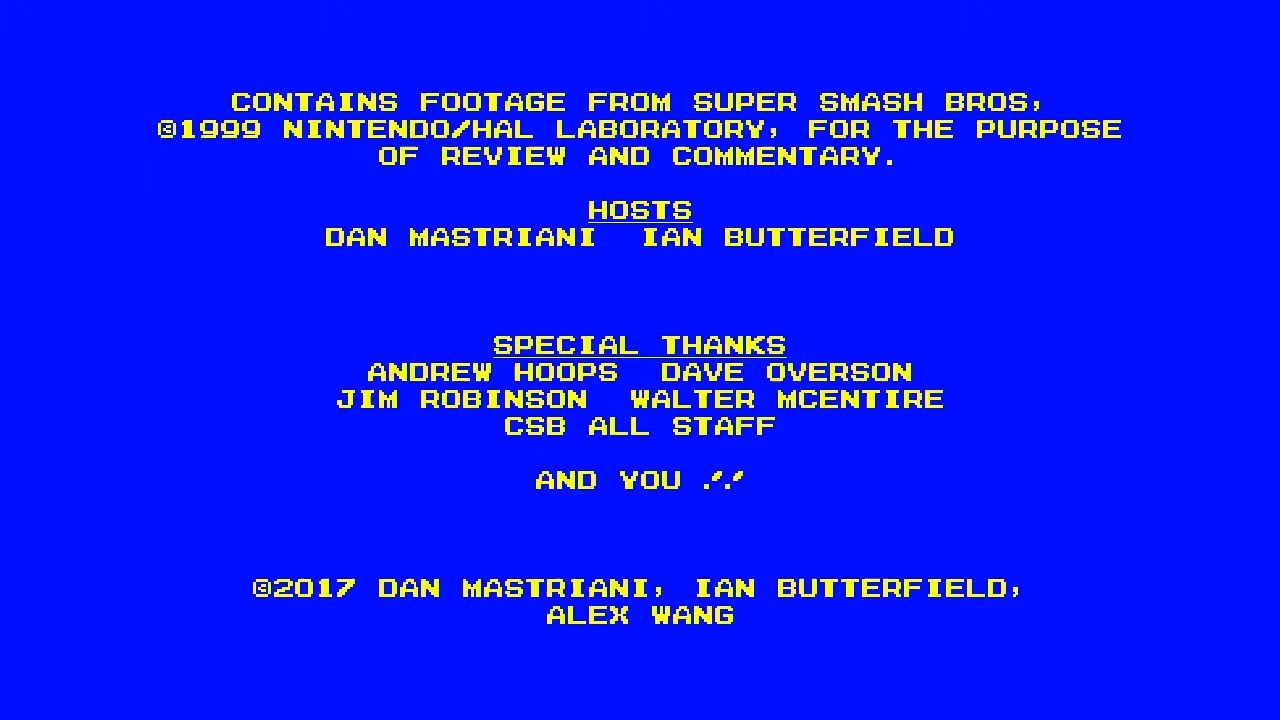 CONTAINS FOOTAGE FROM SUPER SMASH BROS,
©1999 NINTENDO/HAL LABORATORY, FOR THE PURPOSE
OF REVIEW AND COMMENTARY.
HOSTS
DAN MASTRIANI IAN BUTTERFIELD
SPECIAL THANKS
ANDREW HOOPS DAVE OVERSON
JIM ROBINSON WALTER MCENTIRE
CSB ALL STAFF
AND YOU !!
©2017 DAN MASTRIANI, IAN BUTTERFIELD,
ALEX WANG